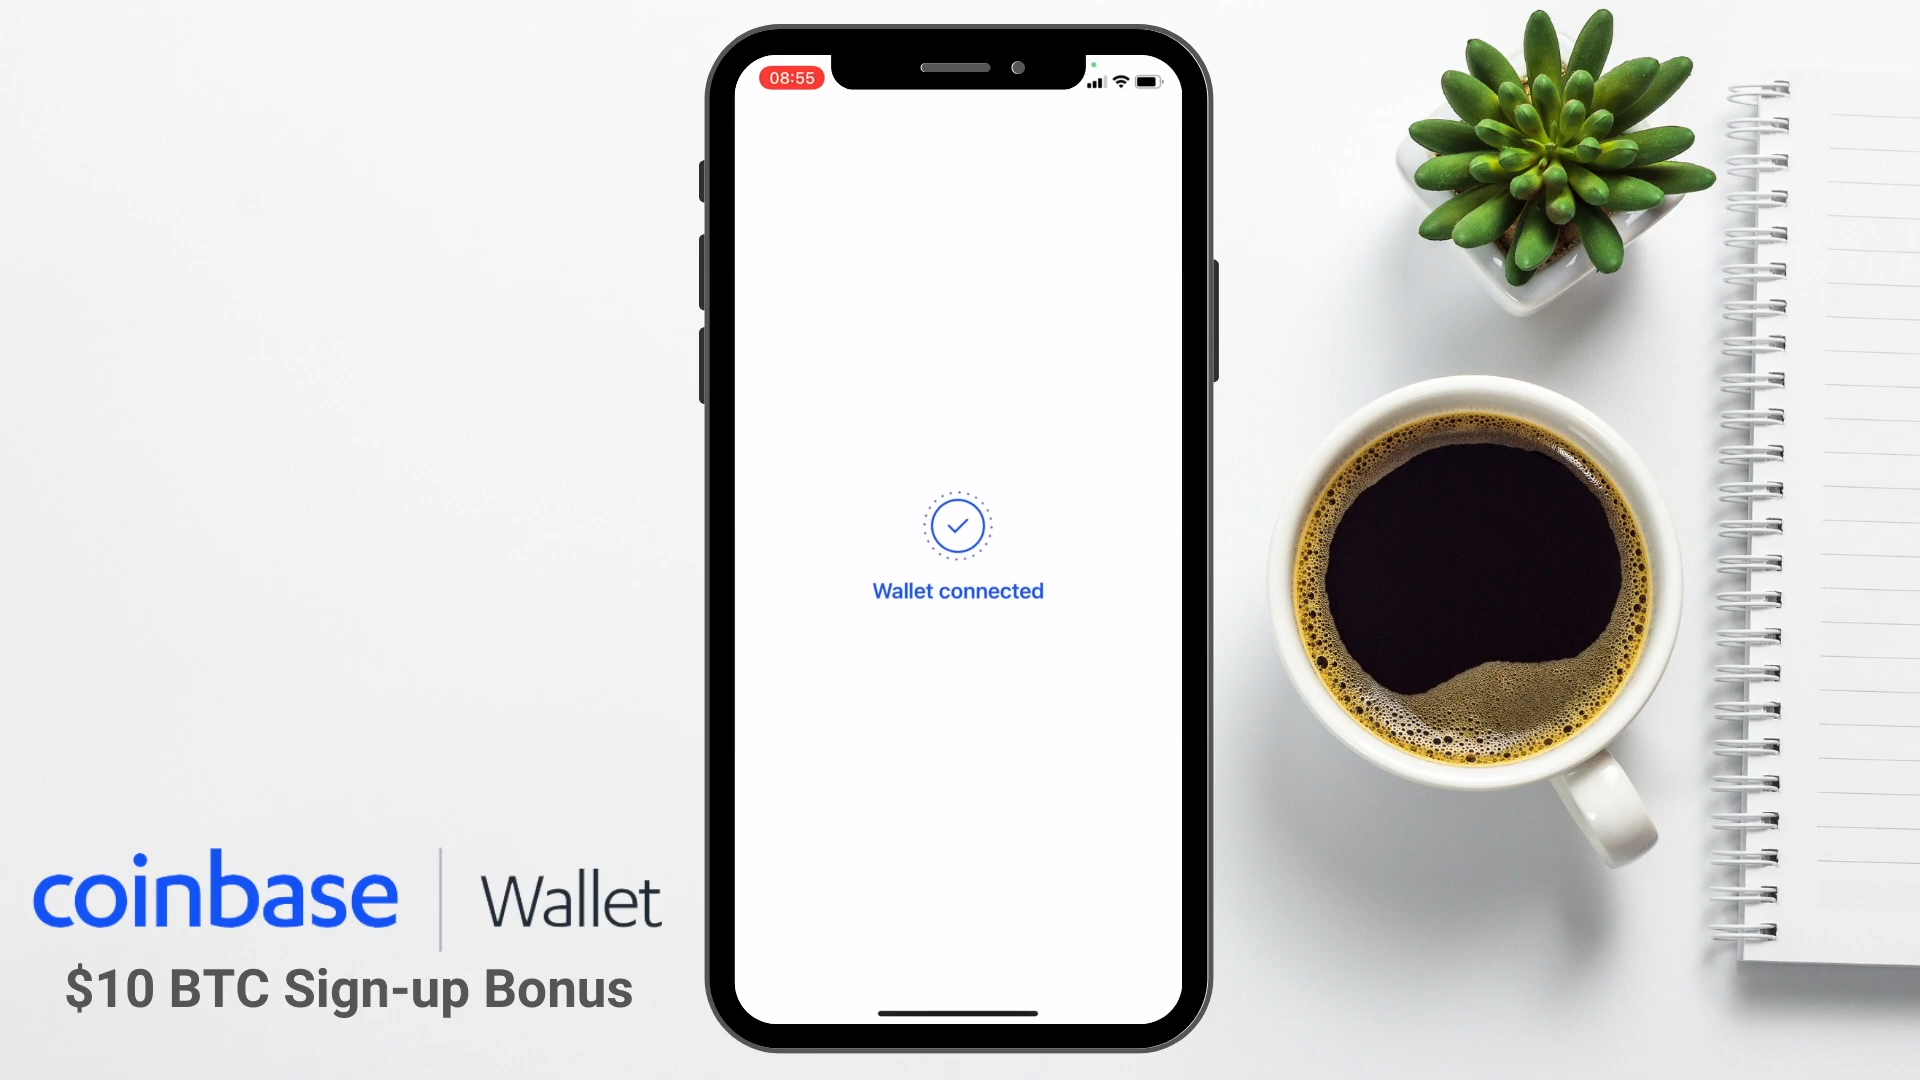 08:55
Wallet connected
coinbase | Wallet
$10 BTC Sign-up Bonus